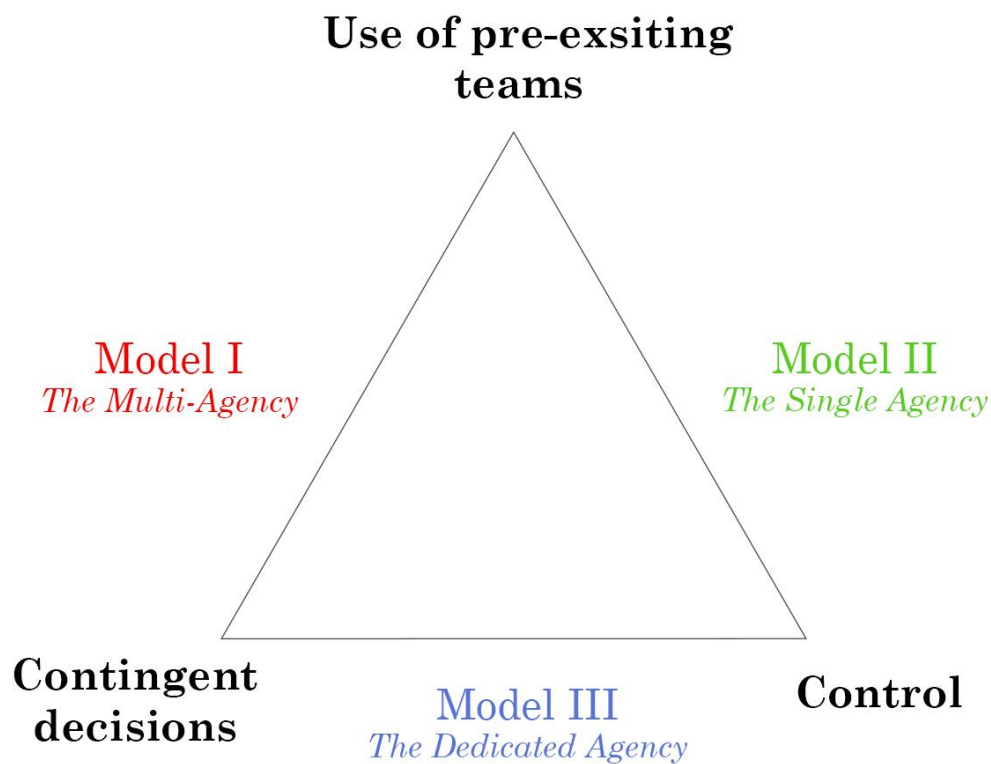 Use of pre-exsiting
teams
Model I
The Multi-Agency
Model II
The Single Agency
Contingent
decisions
Control
Model III
The Dedicated Agency